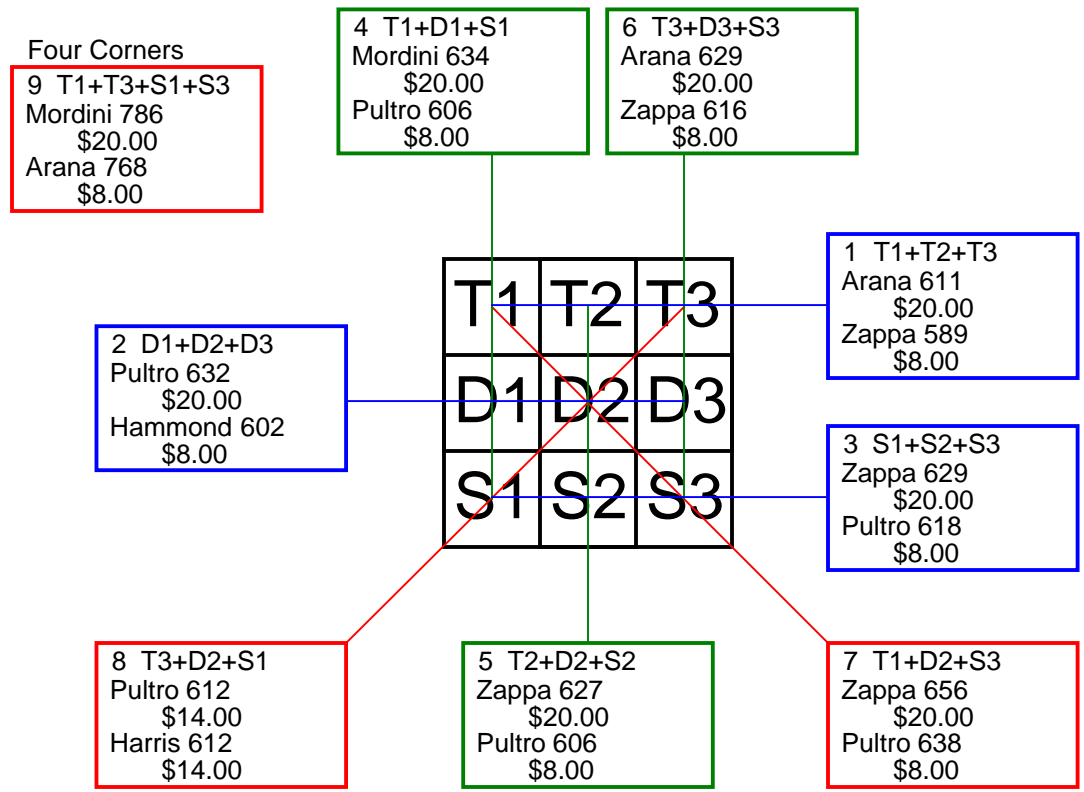 Four Corners
9 T1+T3+S1+S3
Mordini 786
$20.00
Arana 768
$8.00
4 T1+D1+S1
Mordini 634
$20.00
Pultro 606
$8.00
6 T3+D3+S3
Arana 629
$20.00
Zappa 616
$8.00
1 T1+T2+T3
Arana 611
$20.00
Zappa 589
$8.00
2 D1+D2+D3
Pultro 632
$20.00
Hammond 602
$8.00
T1 T2 T3
D1 D2 D3
S1 S2 S3
3 S1+S2+S3
Zappa 629
$20.00
Pultro 618
$8.00
8 T3+D2+S1
Pultro 612
$14.00
Harris 612
$14.00
5 T2+D2+S2
Zappa 627
$20.00
Pultro 606
$8.00
7 T1+D2+S3
Zappa 656
$20.00
Pultro 638
$8.00